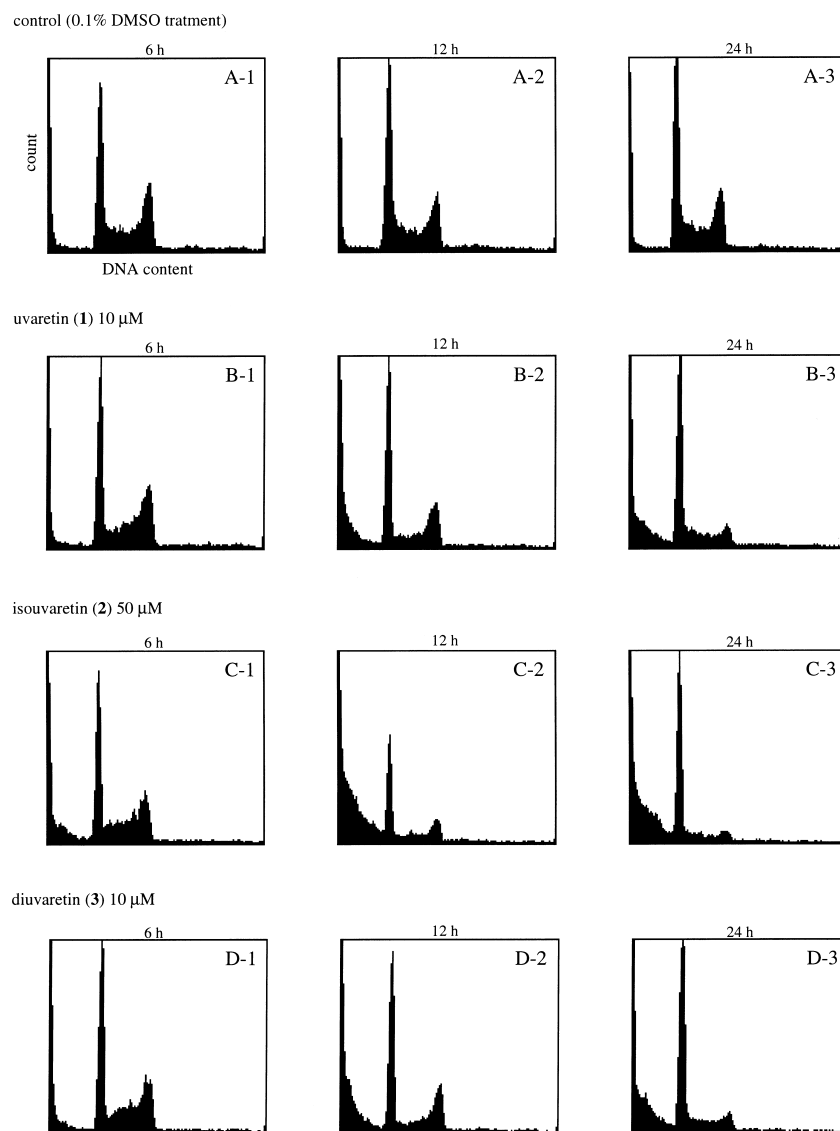 control (0.1% DMSO tratment)
6 h 12 h 24 h
A-1 A-2 A-3
count
DNA content
uvaretin (1) 10 μM
6 h 12 h 24 h
B-1 B-2 B-3
isouvaretin (2) 50 μM
6 h 12 h 24 h
C-1 C-2 C-3
diuvaretin (3) 10 μM
6 h 12 h 24 h
D-1 D-2 D-3